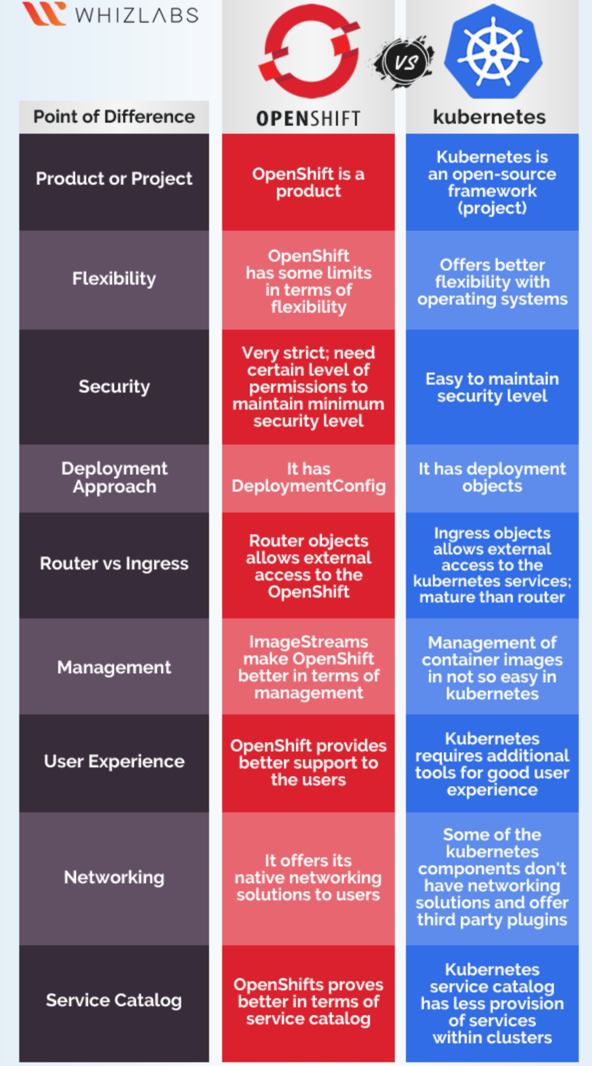 WHIZLABS
VS
Point of Difference
OPENSHIFT
kubernetes
Product or Project
OpenShift is a
product
Kubernetes is
an open-source
framework
(project)
Flexibility
OpenShift
has some limits
in terms of
flexibility
Offers better
flexibility with
operating systems
Security
Very strict; need
certain level of
permissions to
maintain minimum
security level
Easy to maintain
security level
Deployment
Approach
It has
DeploymentConfig
It has deployment
objects
Router vs Ingress
Router objects
allows external
access to the
OpenShift
Ingress objects
allows external
access to the
kubernetes services;
mature than router
Management
ImageStreams
make OpenShift
better in terms of
management
Management of
container images
in not so easy in
kubernetes
User Experience
OpenShift provides
better support to
the users
Kubernetes
requires additional
tools for good user
experience
Networking
It offers its
native networking
solutions to users
Some of the
kubernetes
components don't
have networking
solutions and offer
third party plugins
Service Catalog
OpenShifts proves
better in terms of
service catalog
Kubernetes
service catalog
has less provision
of services
within clusters